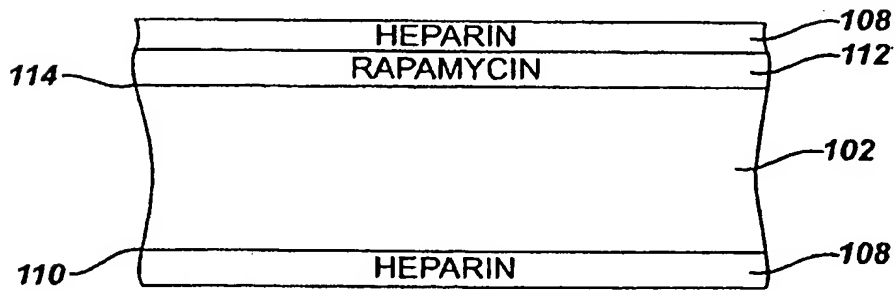 HEPARIN 108
RAPAMYCIN 112
114
102
110 HEPARIN 108